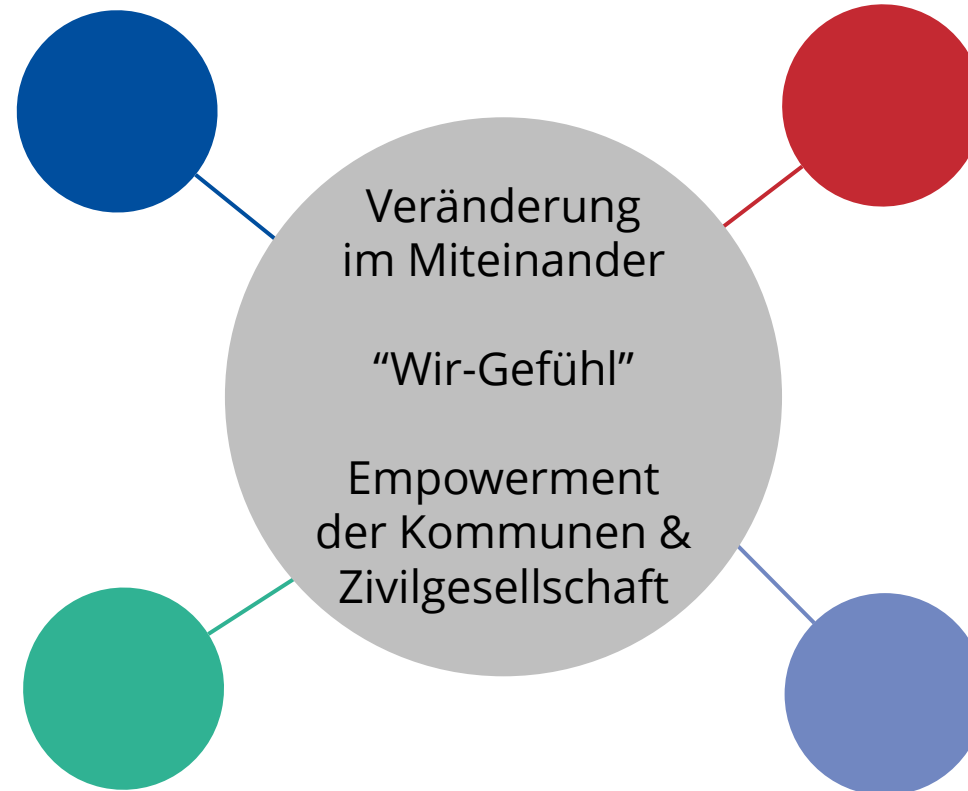 Veränderung
im Miteinander
“Wir-Gefühl”
Empowerment
der Kommunen &
Zivilgesellschaft